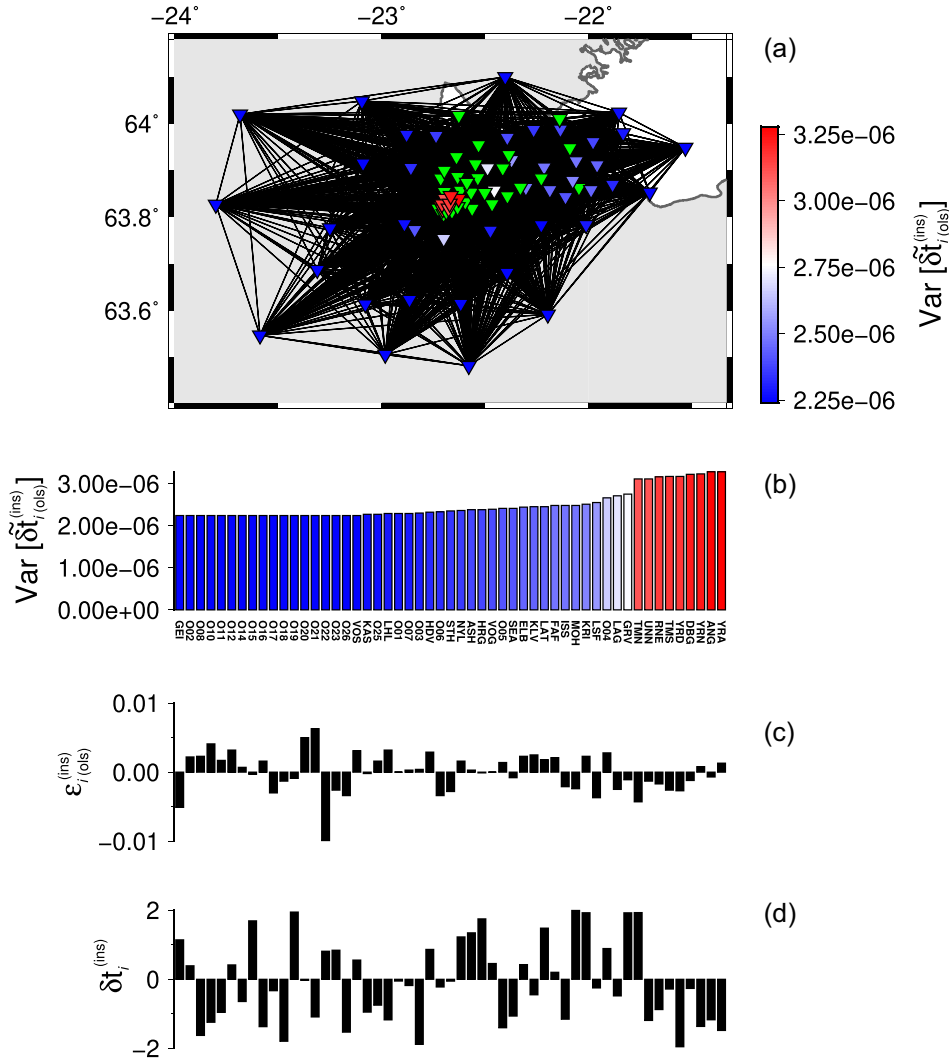 −24° −23° −22°
(a)
64°
63.8°
63.6°
3.25e−06
3.00e−06
2.75e−06
2.50e−06
2.25e−06
Var [δ̃t i (ols) (ins)]
(b)
Var [δ̃t i (ols) (ins)]
3.00e−06
2.00e−06
1.00e−06
0.00e+00
GEI O02 O08 O10 O11 O12 O14 O15 O16 O17 O18 O19 O20 O21 O22 O23 O26 VOS KAS O25 LHL O01 O07 O03 HDV O06 STH NYL ASH HRG VOG O05 SEA ELB KLV LAT FAF ISS MOH KRI LSF O04 LAG GRV TMN UNN RNE TMS YRD DBG YRN ANG YRA
(c)
ε i (ols) (ins)
0.01
0.00
−0.01
(d)
δt i (ins)
2
0
−2